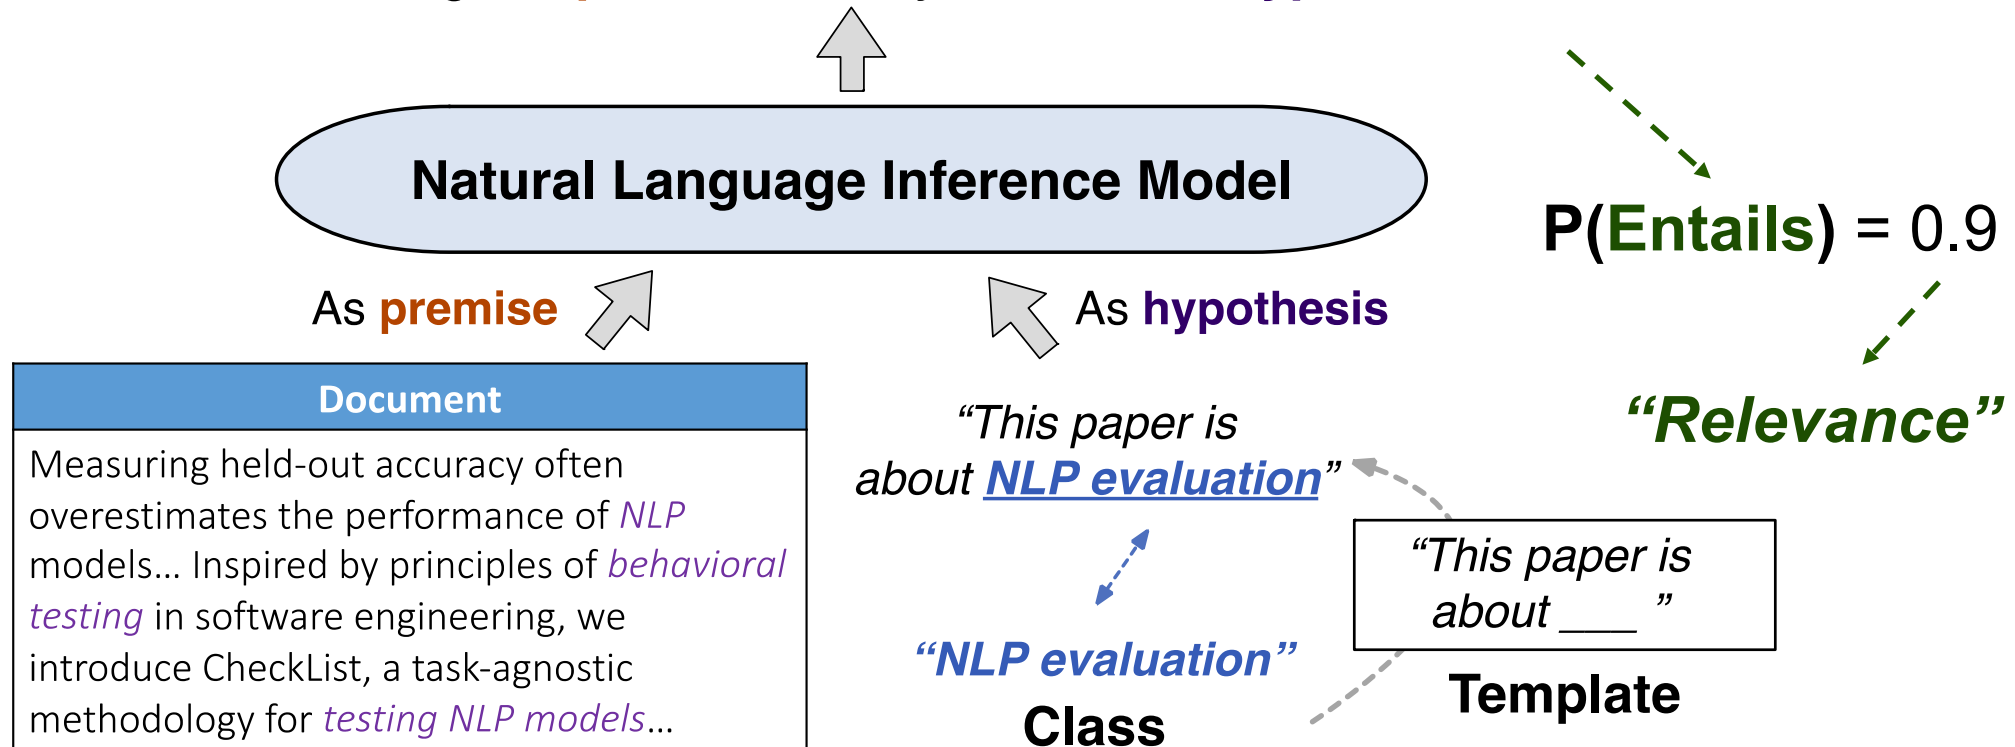 Natural Language Inference Model
P(Entails) = 0.9
As premise
As hypothesis
Document
Measuring held-out accuracy often
overestimates the performance of NLP
models... Inspired by principles of behavioral
testing in software engineering, we
introduce CheckList, a task-agnostic
methodology for testing NLP models...
“This paper is
about NLP evaluation”
“Relevance”
“This paper is
about ___ ”
Template
“NLP evaluation”
Class